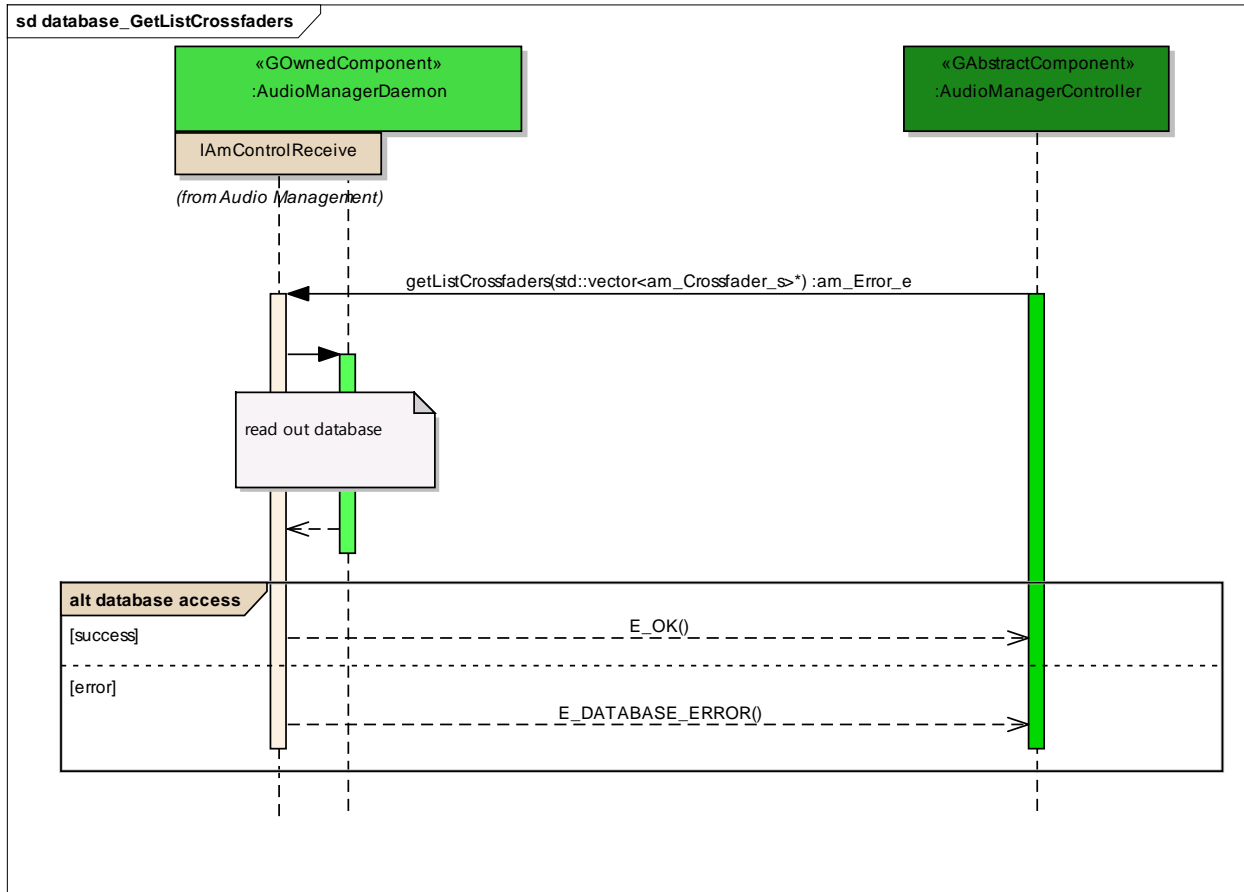 sd database_GetListCrossfaders
«GOwnedComponent»
:AudioManagerDaemon
«GAbstractComponent»
:AudioManagerController
IAmControlReceive
(from Audio Management)
getListCrossfaders(std::vector<am_Crossfader_s>*) :am_Error_e
read out database
alt database access
[success]
E_OK()
[error]
E_DATABASE_ERROR()